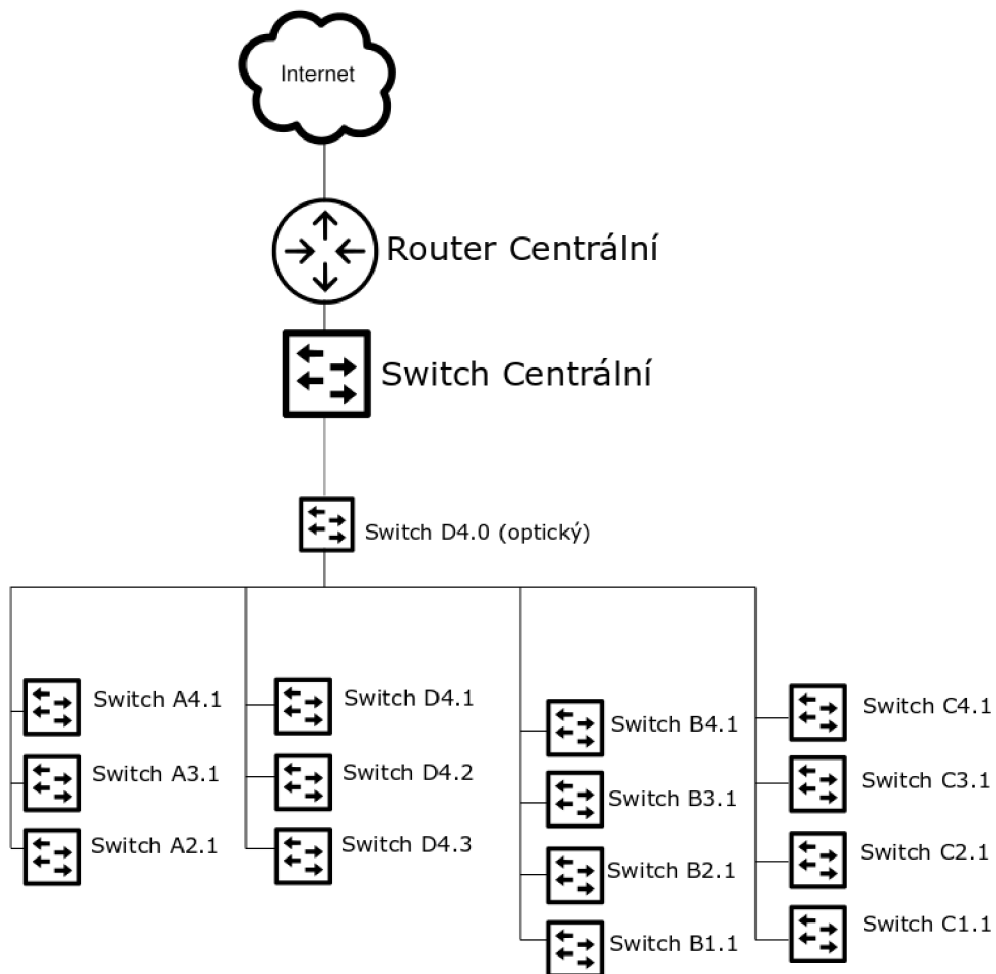 Internet
Router Centrální
Switch Centrální
Switch D4.0 (optický)
Switch A4.1
Switch A3.1
Switch A2.1
Switch D4.1
Switch D4.2
Switch D4.3
Switch B4.1
Switch B3.1
Switch B2.1
Switch B1.1
Switch C4.1
Switch C3.1
Switch C2.1
Switch C1.1